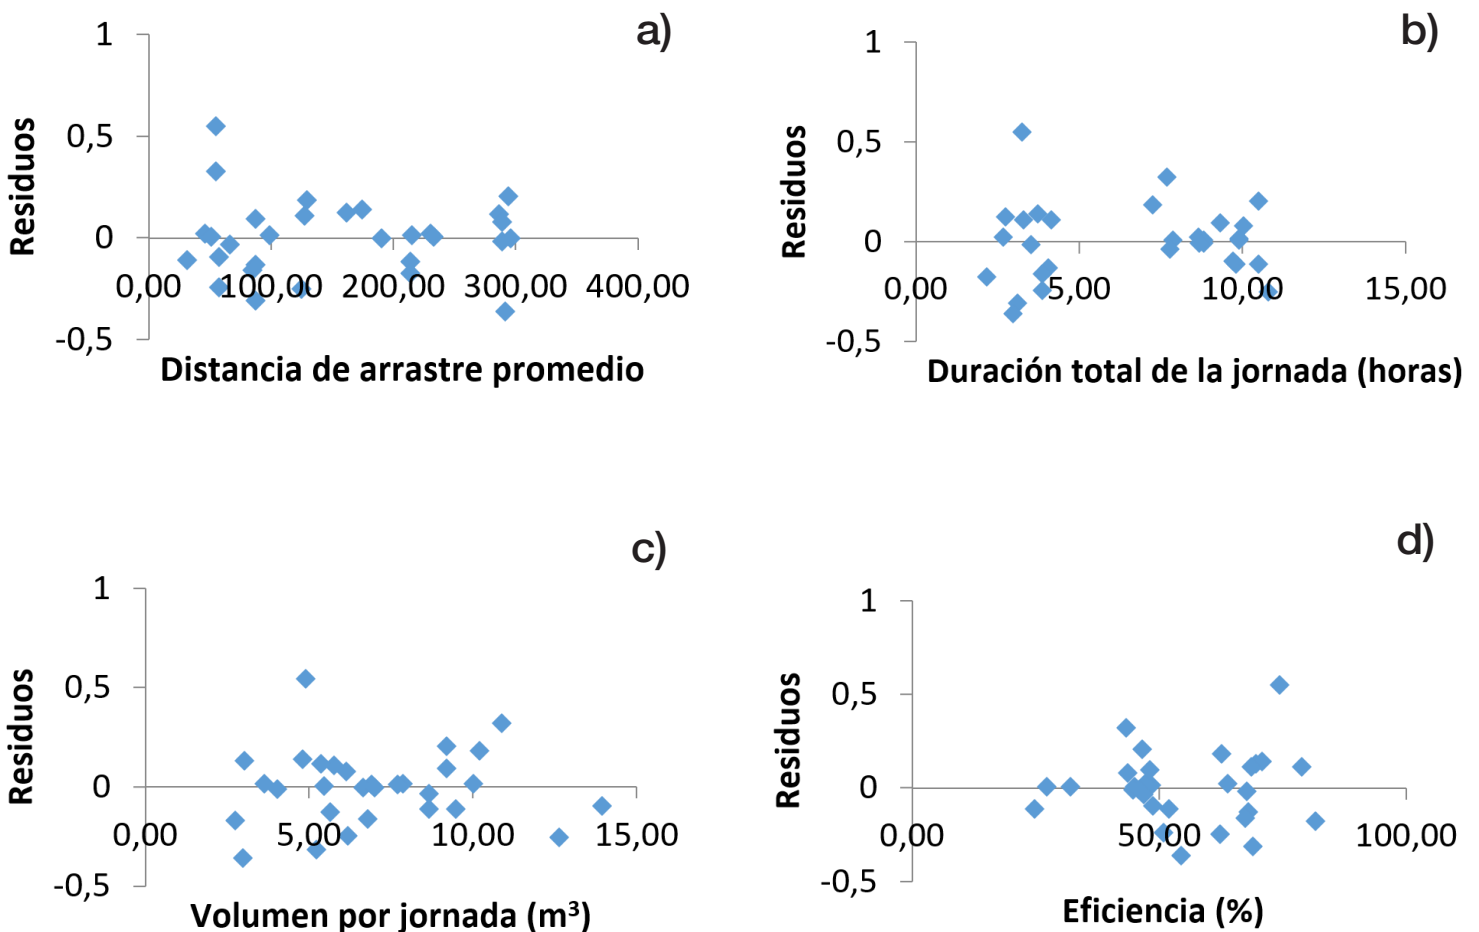 a)
1
0,5
0
-0,5
Residuos
0,00 100,00 200,00 300,00 400,00
Distancia de arrastre promedio
b)
1
0,5
0
-0,5
Residuos
0,00 5,00 10,00 15,00
Duración total de la jornada (horas)
c)
1
0,5
0
-0,5
Residuos
0,00 5,00 10,00 15,00
Volumen por jornada (m³)
d)
1
0,5
0
-0,5
Residuos
0,00 50,00 100,00
Eficiencia (%)